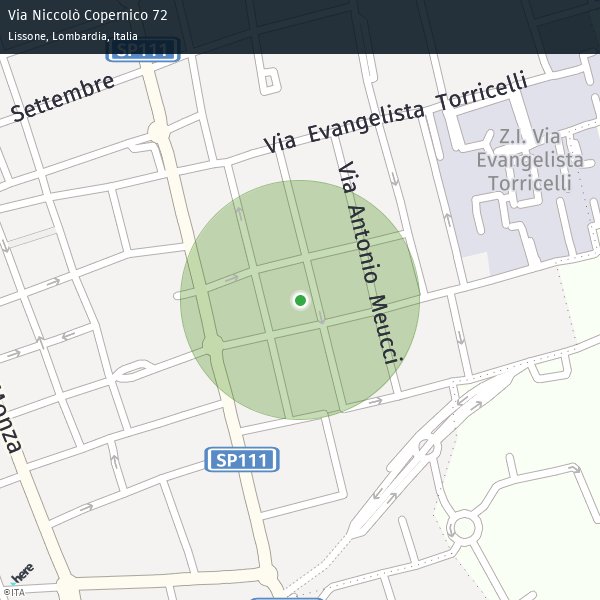 Via Niccolò Copernico 72
Lissone, Lombardia, Italia
SP111
Settembre
Via Evangelista Torricelli
Z.I. Via
Evangelista
Torricelli
Via Antonio Meucci
Monza
SP111
here
©ITA